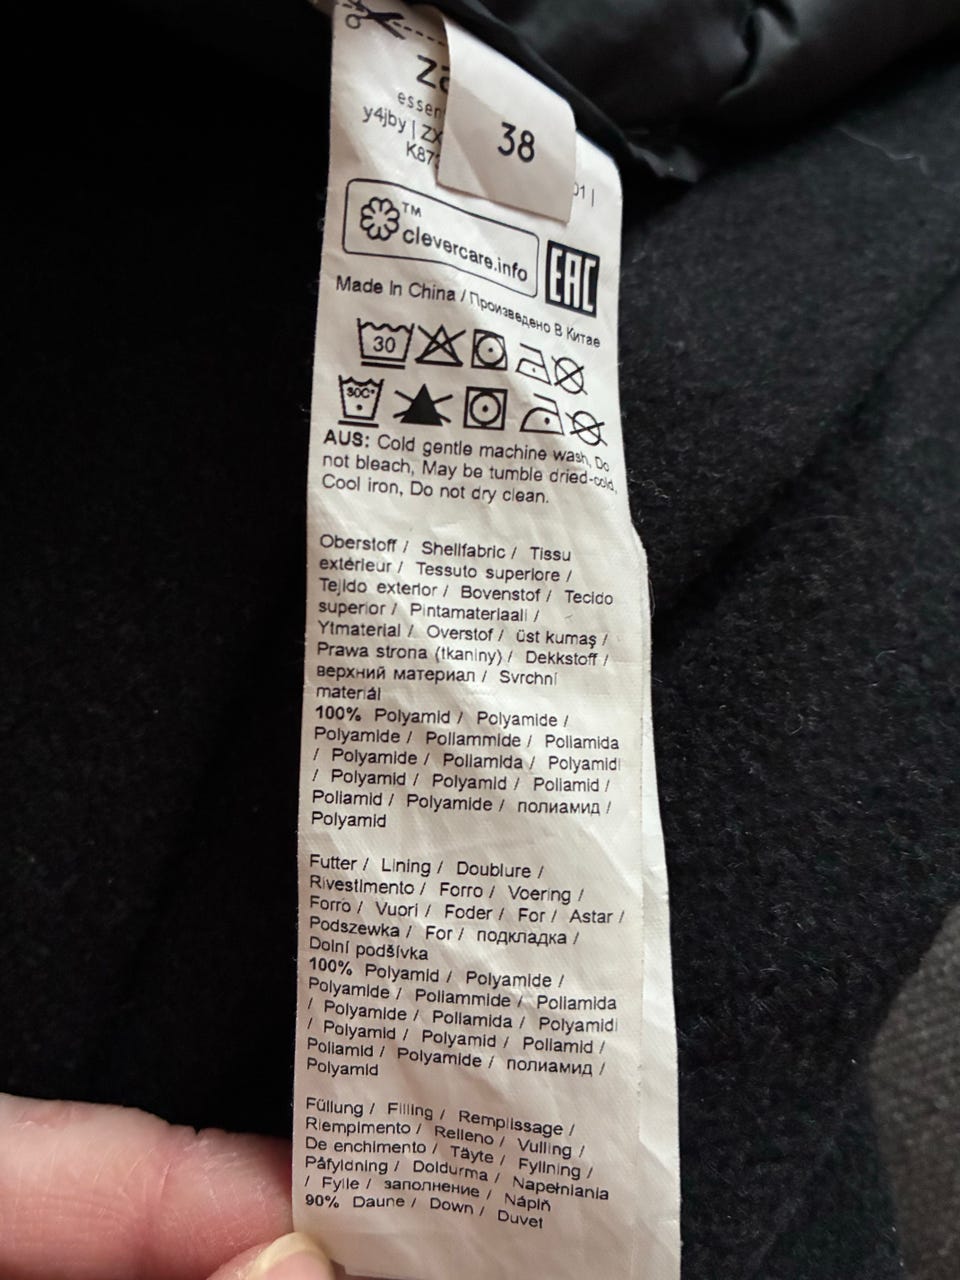 38
y4jby |
01 |
TM
clevercare.info
EAC
Made In China / Произведено В Китае
30
30C°
AUS: Cold gentle machine wash, Do
not bleach, May be tumble dried-cold,
Cool iron, Do not dry clean.
Oberstoff / Shellfabric / Tissu
extérieur / Tessuto superiore /
Tejido exterior / Bovenstof / Tecido
superior / Pintamateriaali /
Ytmaterial / Overstof / üst kumaş /
Prawa strona (tkaniny) / Dekkstoff /
верхний материал / Svrchní
materiál
100% Polyamid / Polyamide /
Polyamide / Poliammide / Poliamida
/ Polyamide / Poliamida / Polyamidi
/ Polyamid / Polyamid / Poliamid /
Poliamid / Polyamide / полиамид /
Polyamid
Futter / Lining / Doublure /
Rivestimento / Forro / Voering /
Forro / Vuori / Foder / For / Astar /
Podszewka / For / подкладка /
Dolní podšívka
100% Polyamid / Polyamide /
Polyamide / Poliammide / Poliamida
/ Polyamide / Poliamida / Polyamidi
/ Polyamid / Polyamid / Poliamid /
Poliamid / Polyamide / полиамид /
Polyamid
Füllung / Filling / Remplissage /
Riempimento / Relleno / Vulling /
De enchimento / Täyte / Fyllning /
Påfyldning / Doldurma / Napełniania
/ Fylle / заполнение / Náplň
90% Daune / Down / Duvet